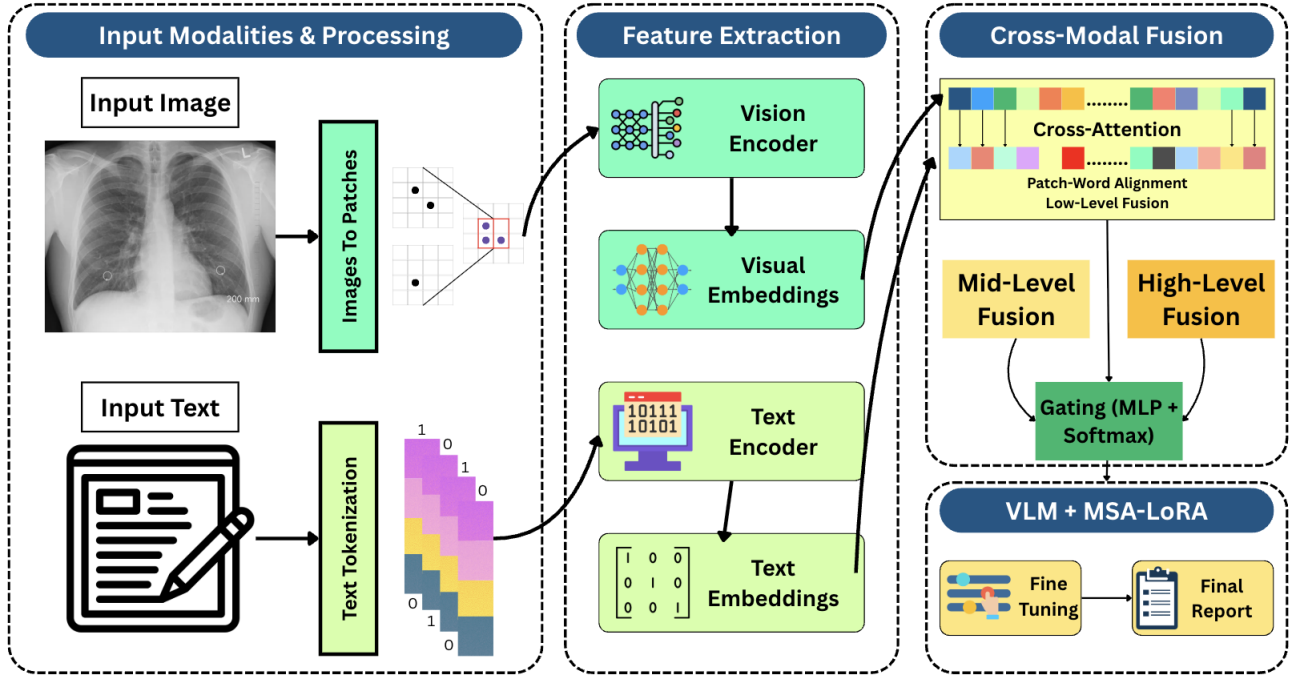 Input Modalities & Processing
Input Image
L
200 mm
Images To Patches
Input Text
Text Tokenization
1
0
1
0
0
1
0
Feature Extraction
Vision
Encoder
Visual
Embeddings
10111
10101
Text
Encoder
1 0 0
0 1 0
0 0 1
Text
Embeddings
Cross-Modal Fusion
........
Cross-Attention
........
Patch-Word Alignment
Low-Level Fusion
Mid-Level
Fusion
High-Level
Fusion
Gating (MLP +
Softmax)
VLM + MSA-LoRA
Fine
Tuning
Final
Report